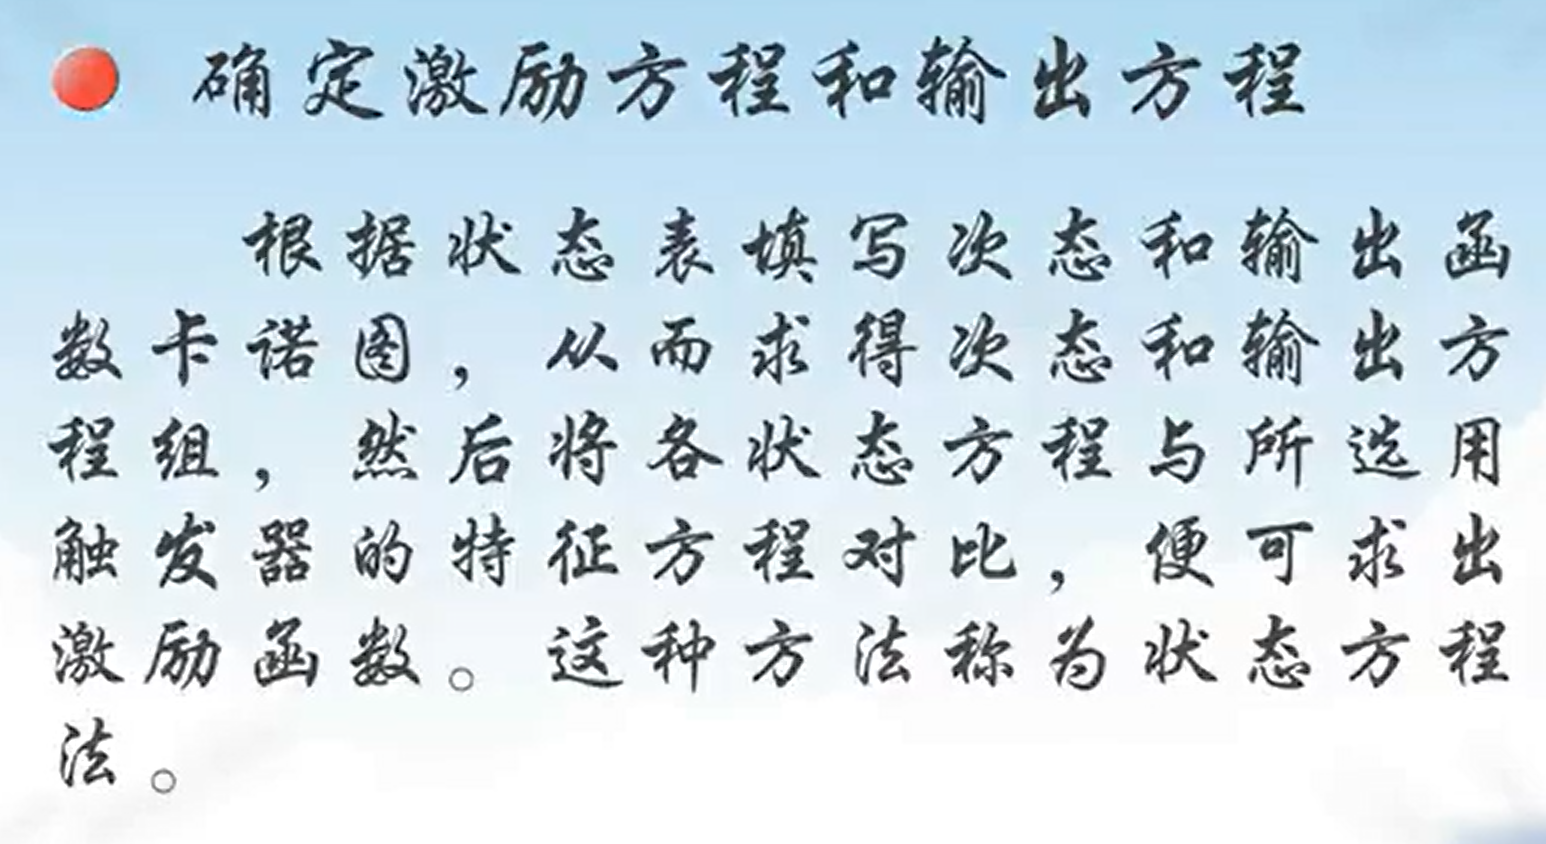 确定激励方程和输出方程
根据状态表填写次态和输出函
数卡诺图，从而求得次态和输出方
程组，然后将各状态方程与所选用
触发器的特征方程对比，便可求出
激励函数。这种方法称为状态方程
法。